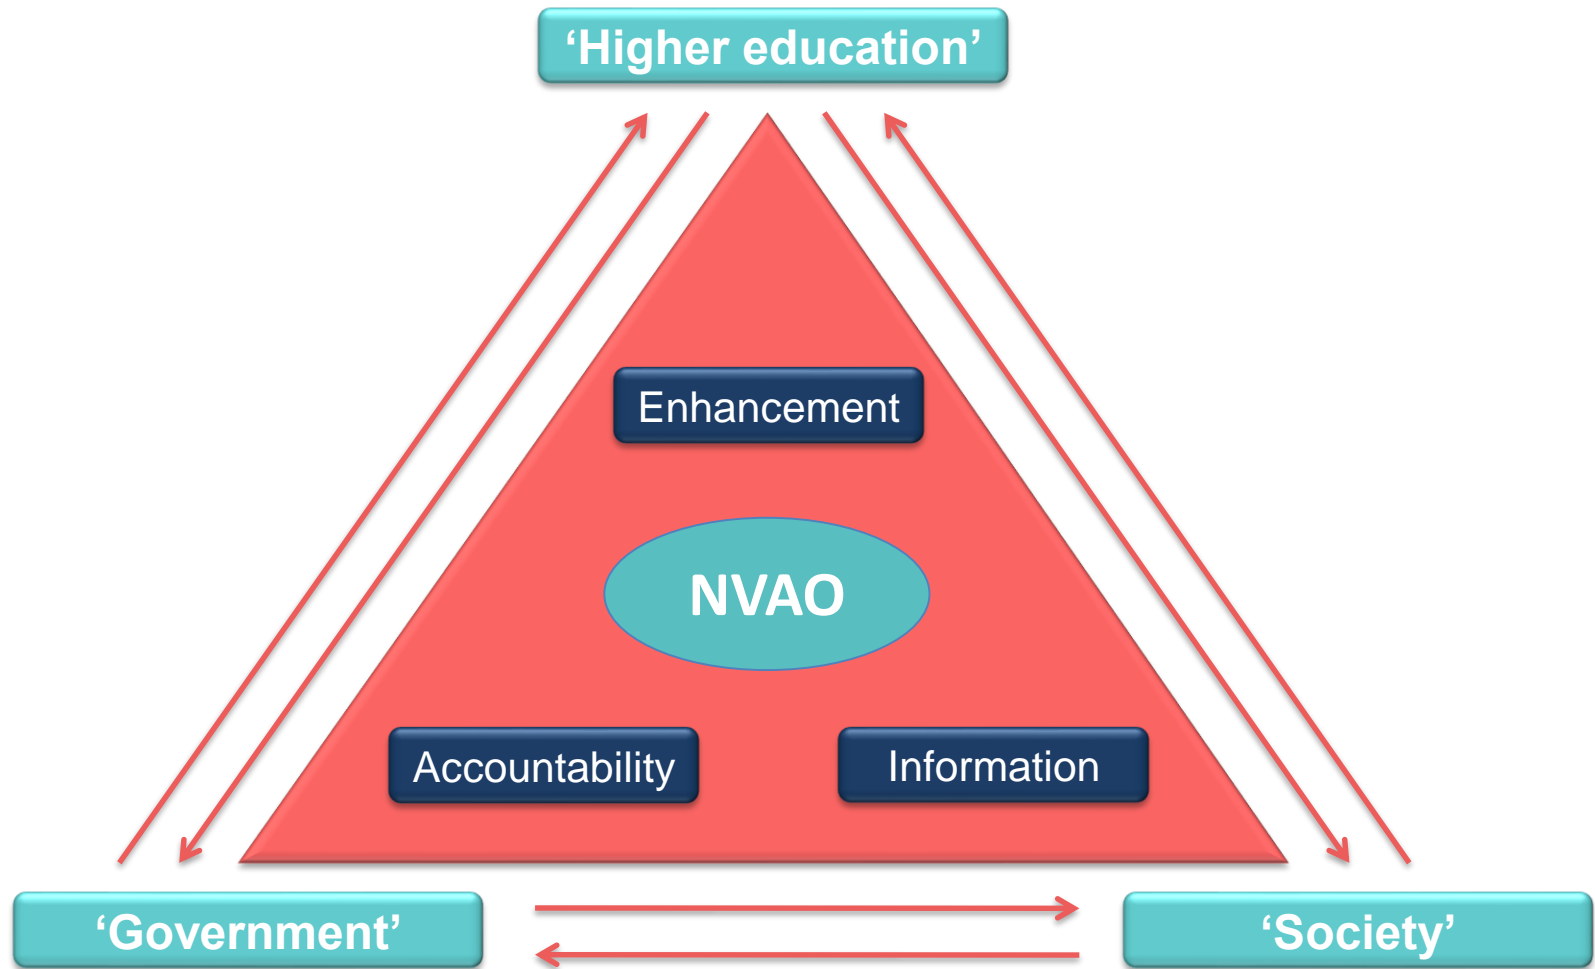 ‘Higher education’
Enhancement
NVAO
Accountability
Information
‘Government’
‘Society’